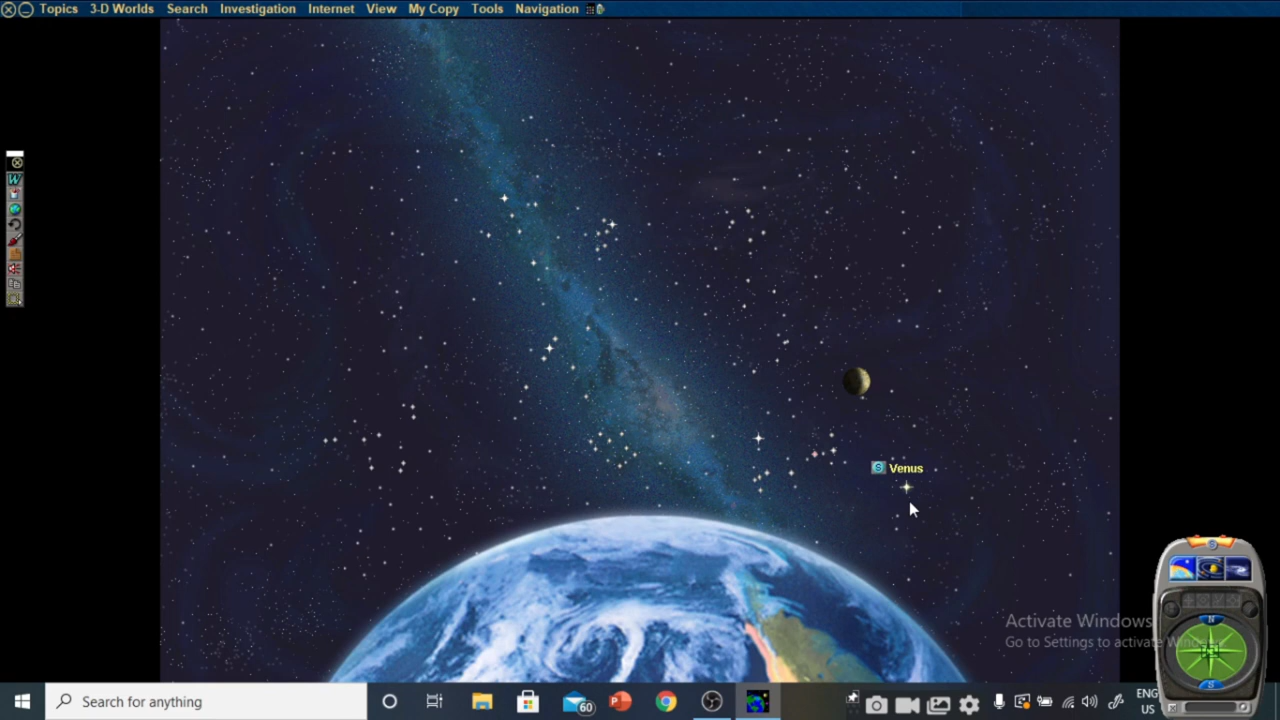 Topics 3-D Worlds Search Investigation Internet View My Copy Tools Navigation
W
S Venus
S
N
S
Activate Windows
Go to Settings to activate Windows.
Search for anything
60
P
ENG
US